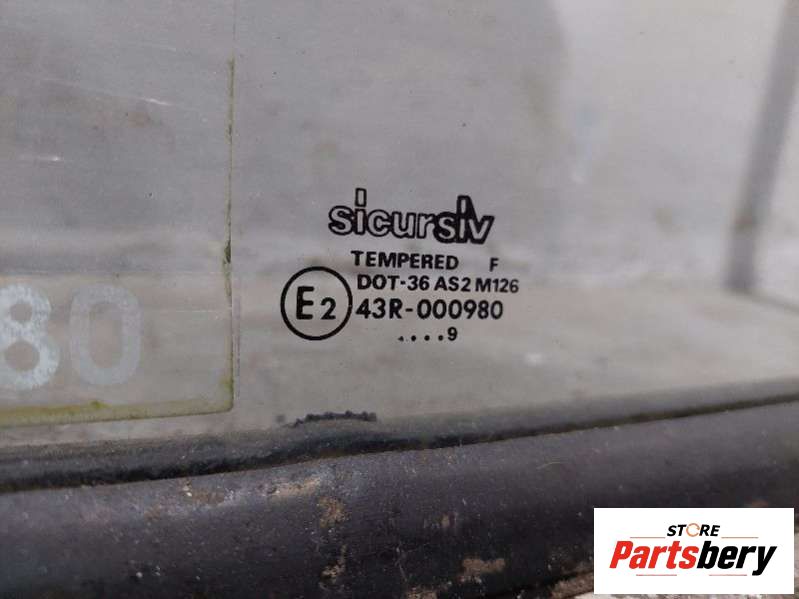 sicursiv
TEMPERED F
DOT-36 AS2 M126
E2 43R-000980
....9
80
STORE
Partsbery